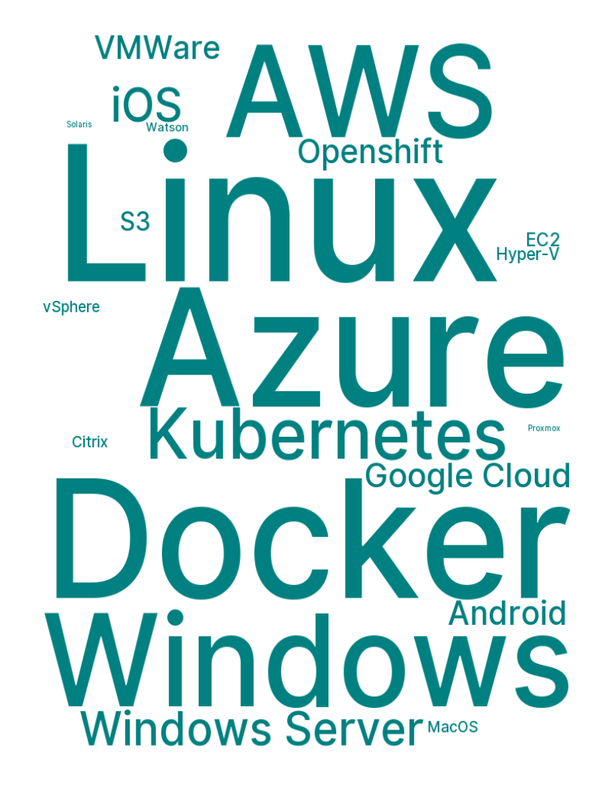 VMWare
AWS
iOS
Solaris
Watson
Openshift
Linux
S3
EC2
Hyper-V
vSphere
Azure
Kubernetes
Proxmox
Citrix
Google Cloud
Docker
Android
Windows
Windows Server
MacOS